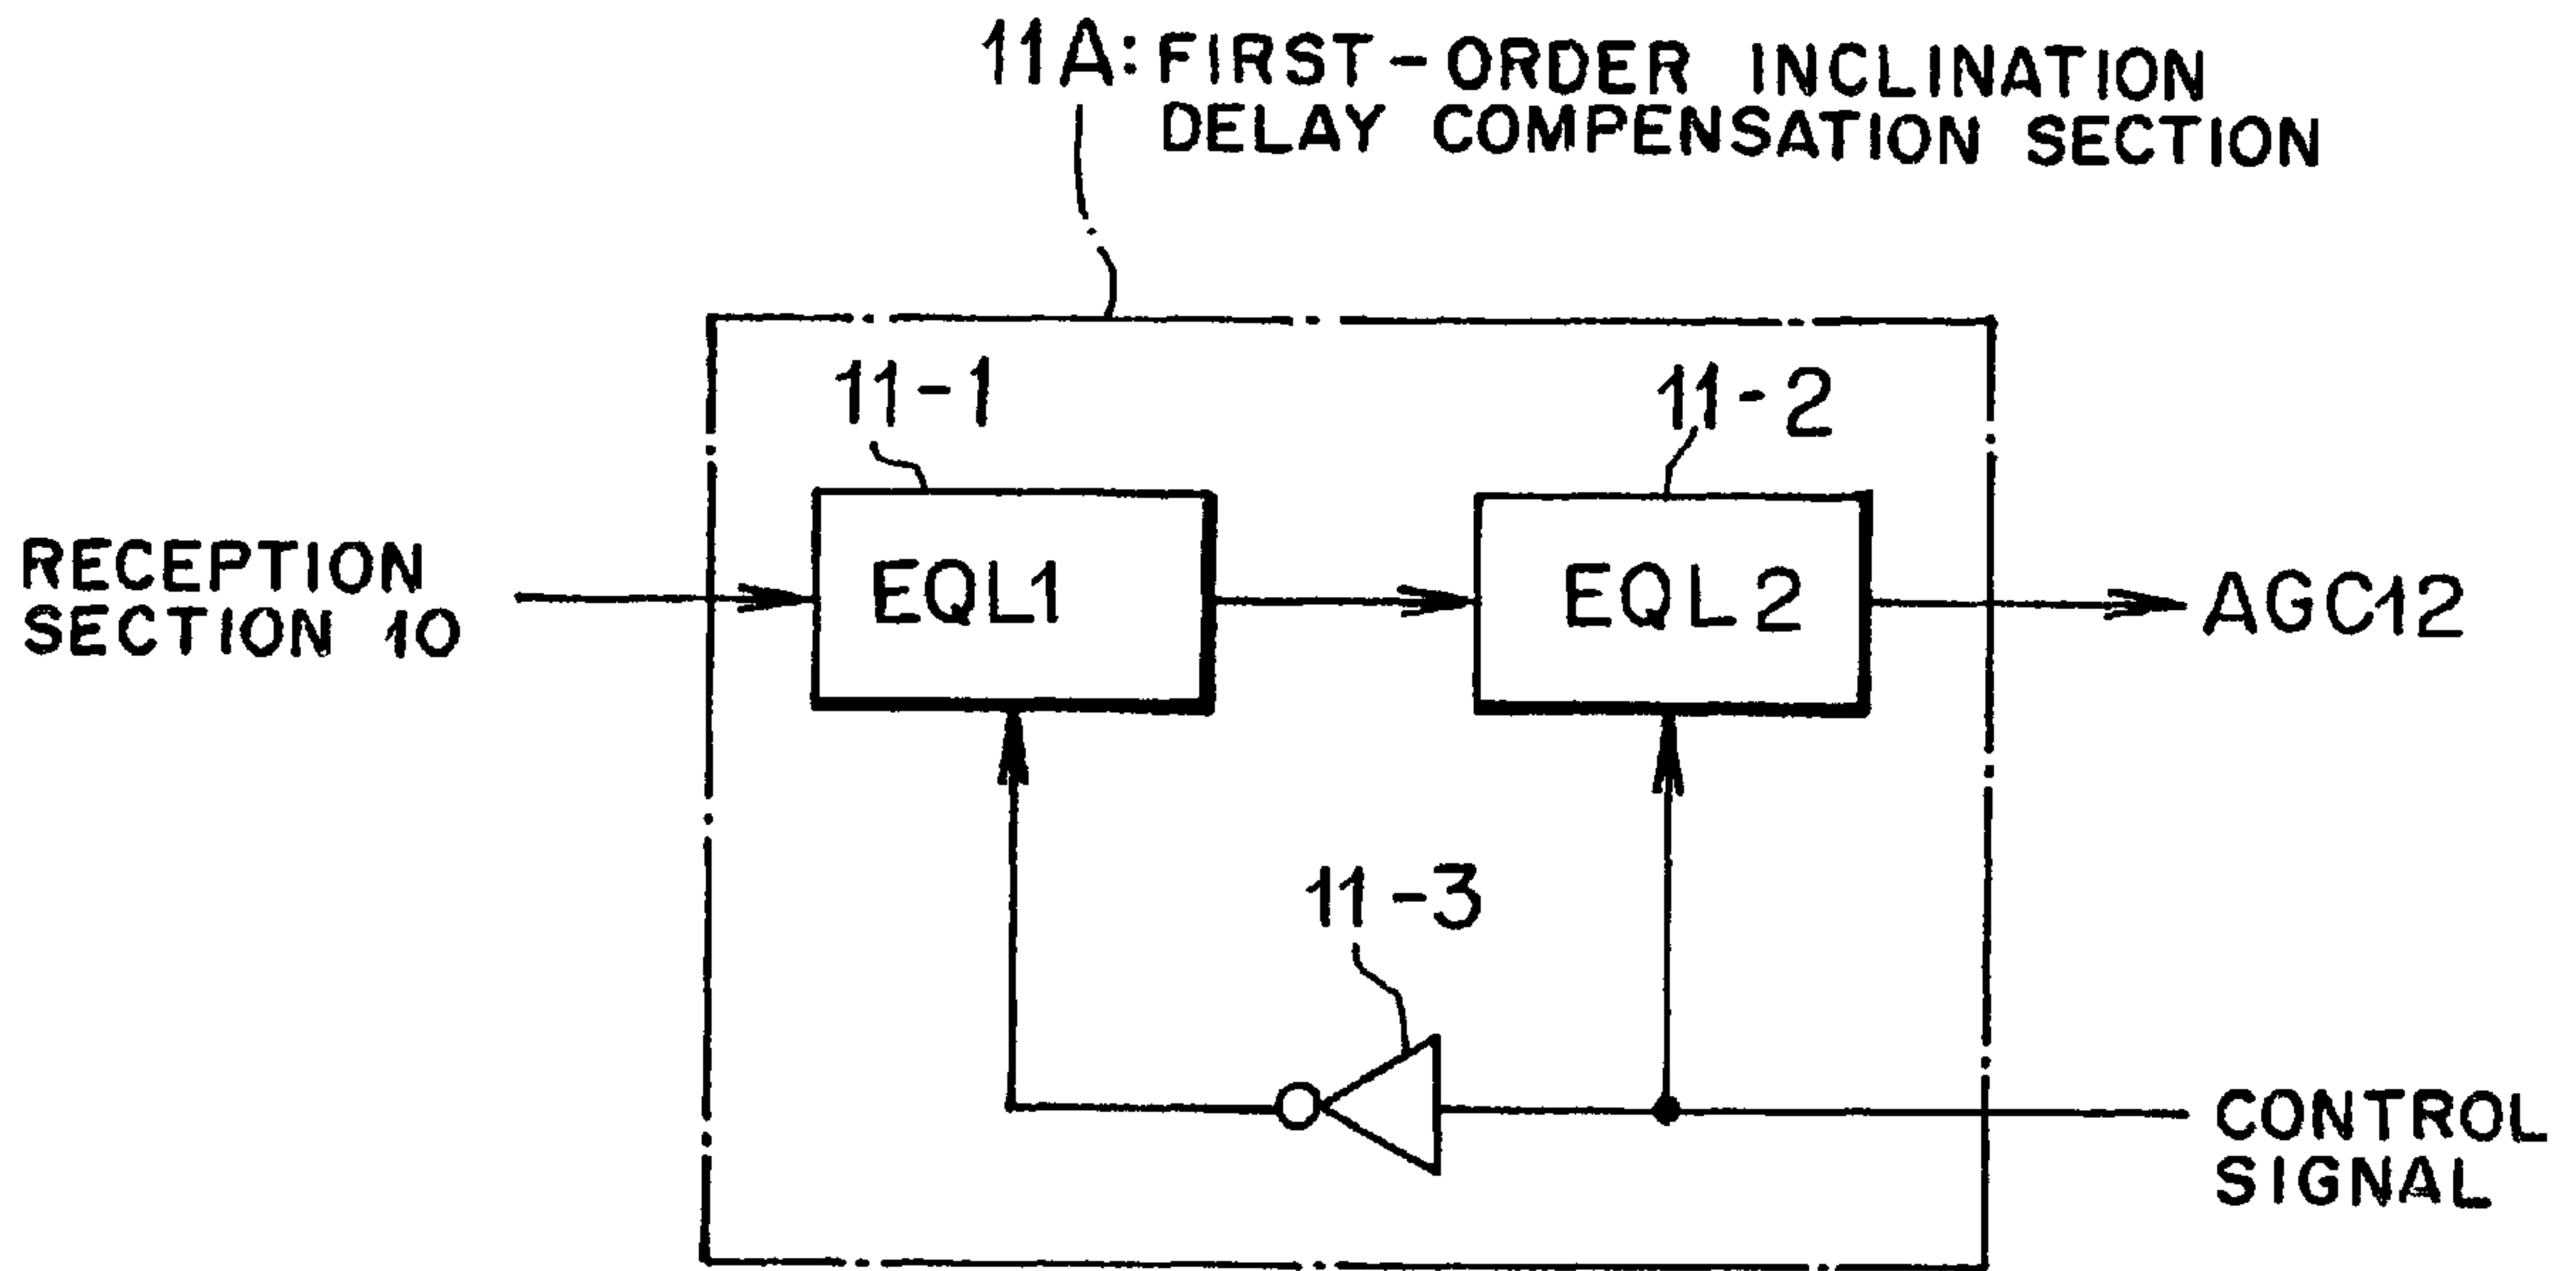 11A: FIRST-ORDER INCLINATION
DELAY COMPENSATION SECTION
11-1
11-2
RECEPTION
SECTION 10
EQL1
EQL2
AGC12
11-3
CONTROL
SIGNAL